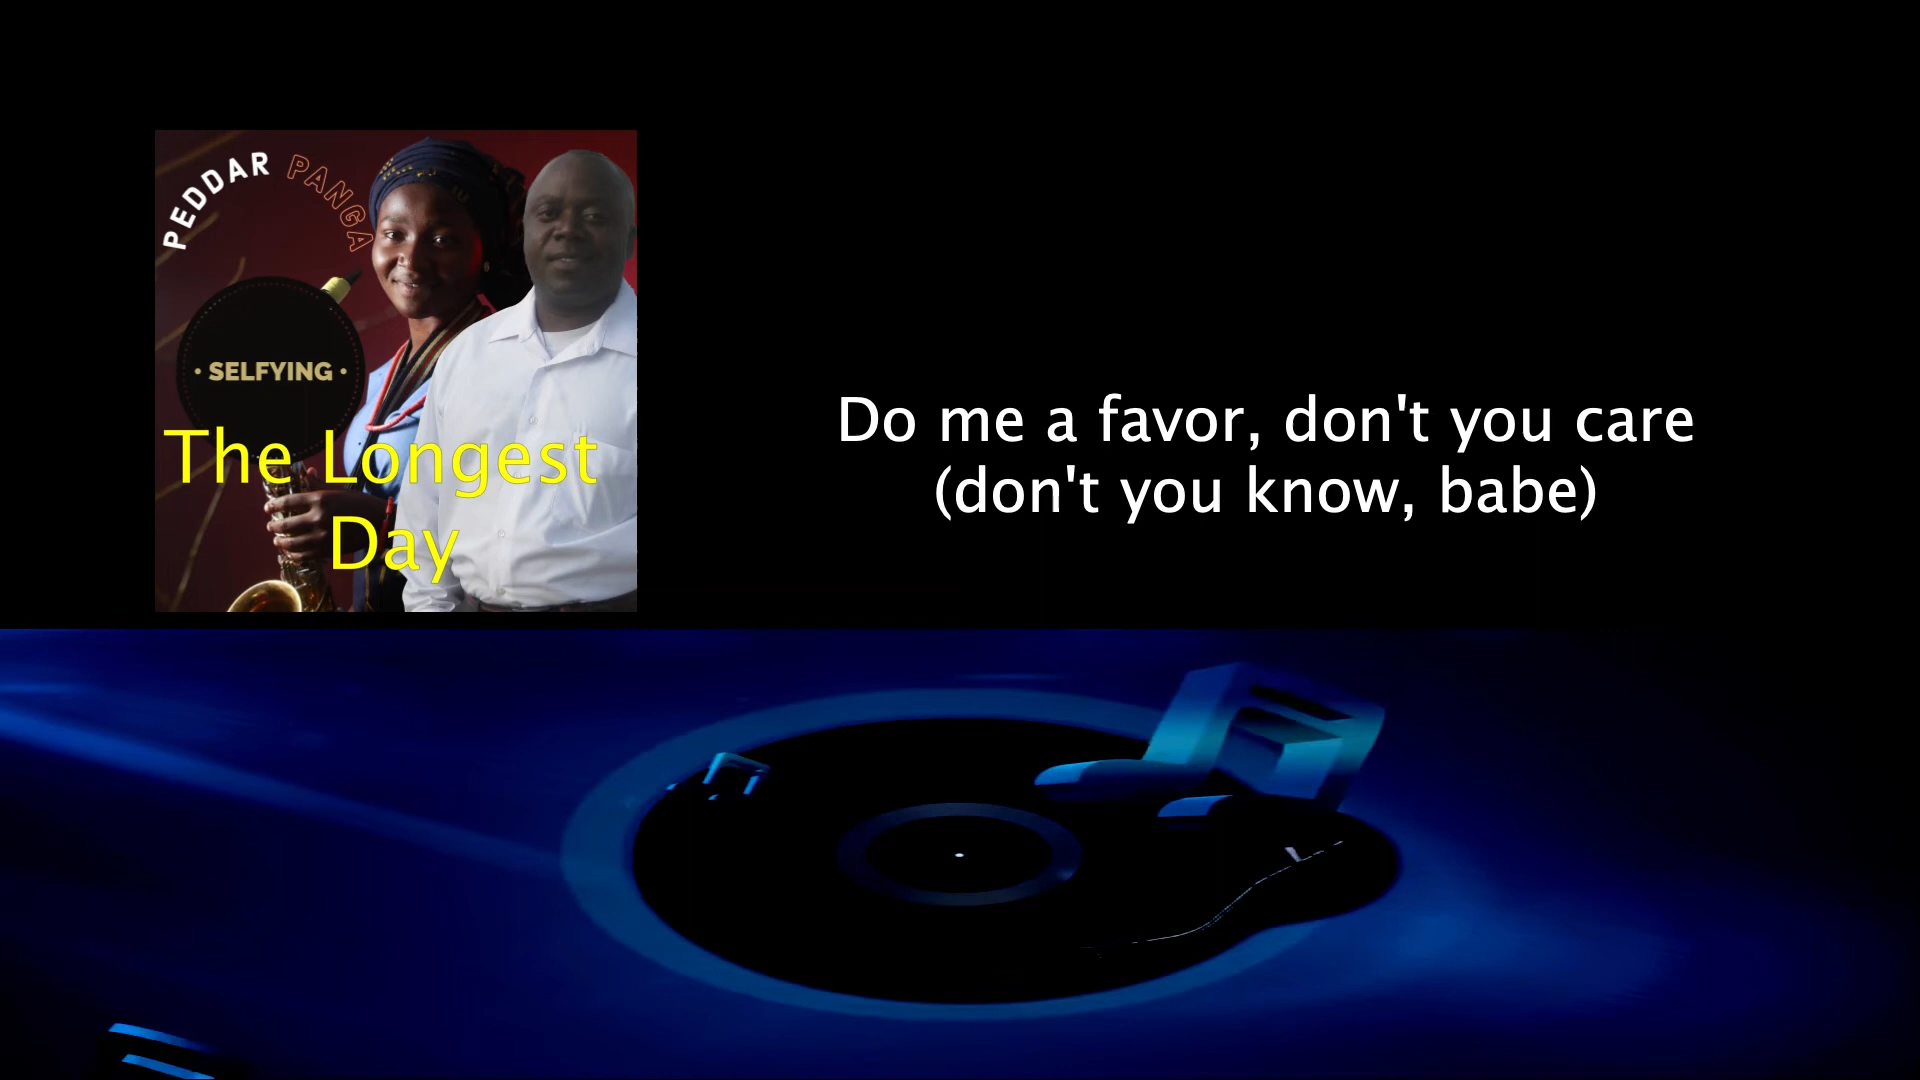 PEDDAR PANGA
• SELFYING •
The Longest
Day
Do me a favor, don't you care
(don't you know, babe)